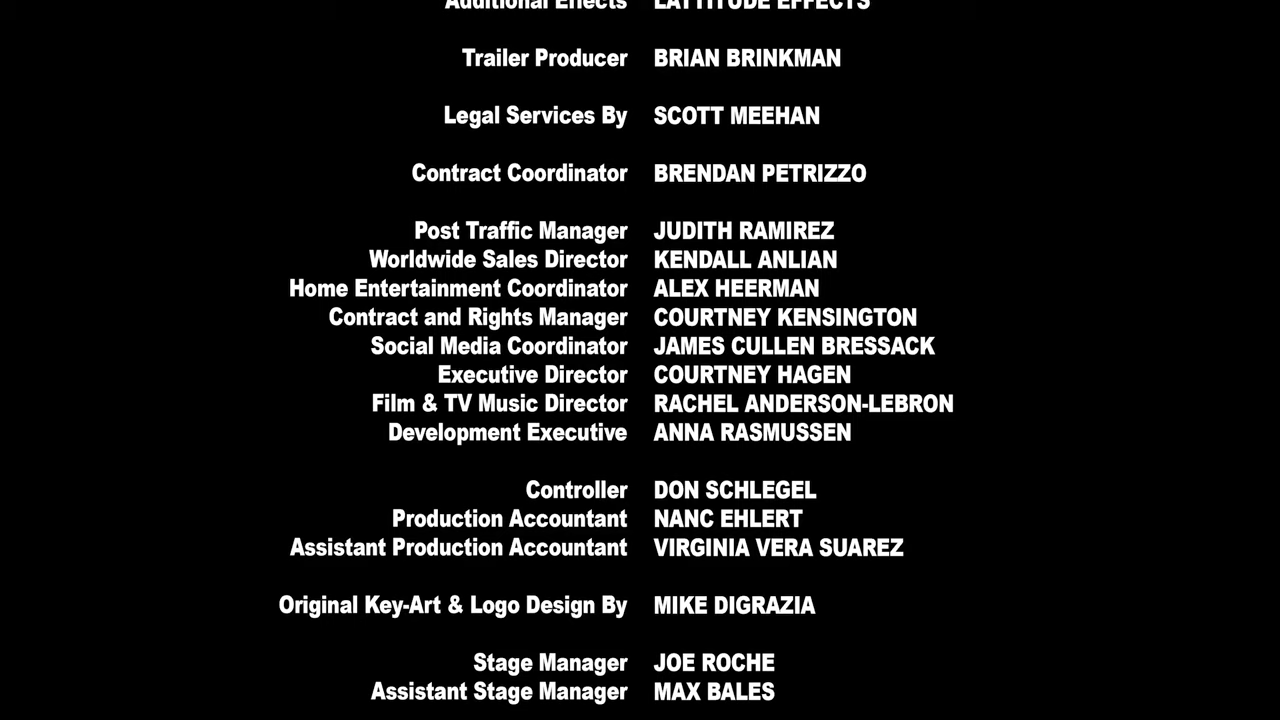 Additional Effects LATTITUDE EFFECTS
Trailer Producer BRIAN BRINKMAN
Legal Services By SCOTT MEEHAN
Contract Coordinator BRENDAN PETRIZZO
Post Traffic Manager JUDITH RAMIREZ
Worldwide Sales Director KENDALL ANLIAN
Home Entertainment Coordinator ALEX HEERMAN
Contract and Rights Manager COURTNEY KENSINGTON
Social Media Coordinator JAMES CULLEN BRESSACK
Executive Director COURTNEY HAGEN
Film & TV Music Director RACHEL ANDERSON-LEBRON
Development Executive ANNA RASMUSSEN
Controller DON SCHLEGEL
Production Accountant NANC EHLERT
Assistant Production Accountant VIRGINIA VERA SUAREZ
Original Key-Art & Logo Design By MIKE DIGRAZIA
Stage Manager JOE ROCHE
Assistant Stage Manager MAX BALES